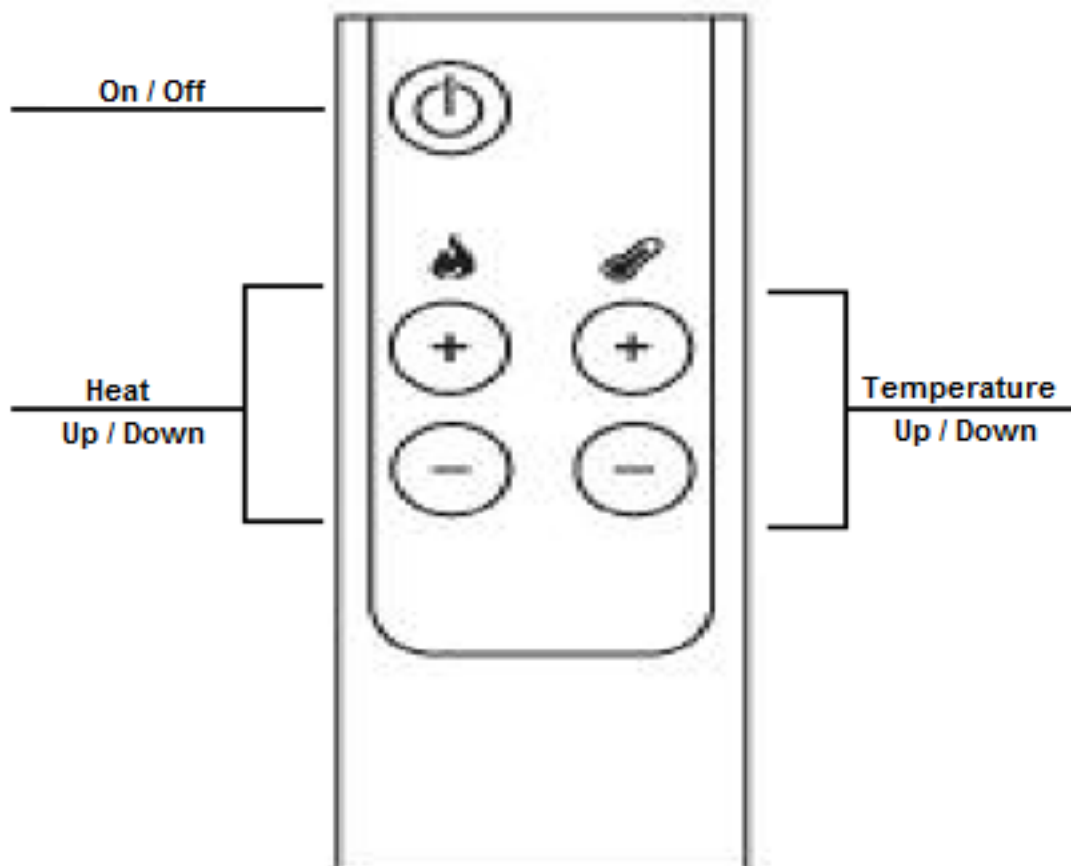 On / Off
Heat
Up / Down
Temperature
Up / Down
+
+
−
−